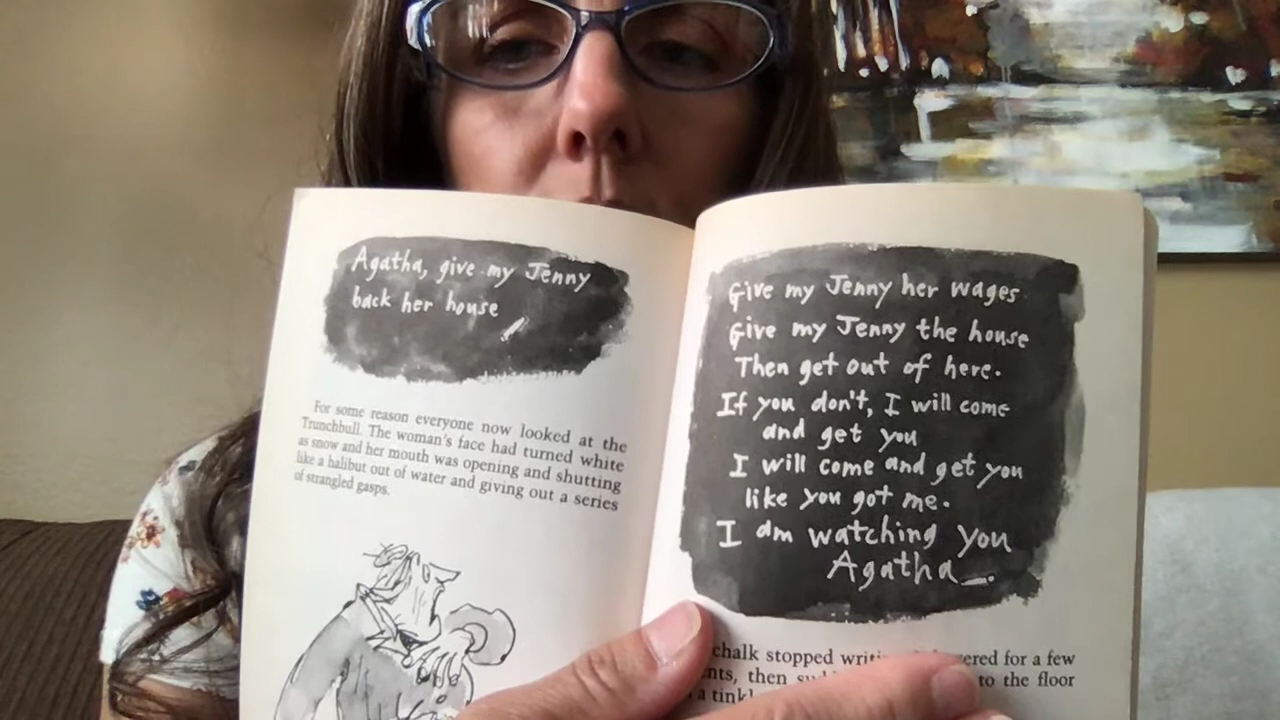 Agatha, give my Jenny
back her house
For some reason everyone now looked at the
Trunchbull. The woman's face had turned white
as snow and her mouth was opening and shutting
like a halibut out of water and giving out a series
of strangled gasps.
Give my Jenny her wages
Give my Jenny the house
Then get out of here.
If you don't, I will come
and get you
I will come and get you
like you got me.
I am watching you
Agatha
chalk stopped
for a few
then
to the floor
a